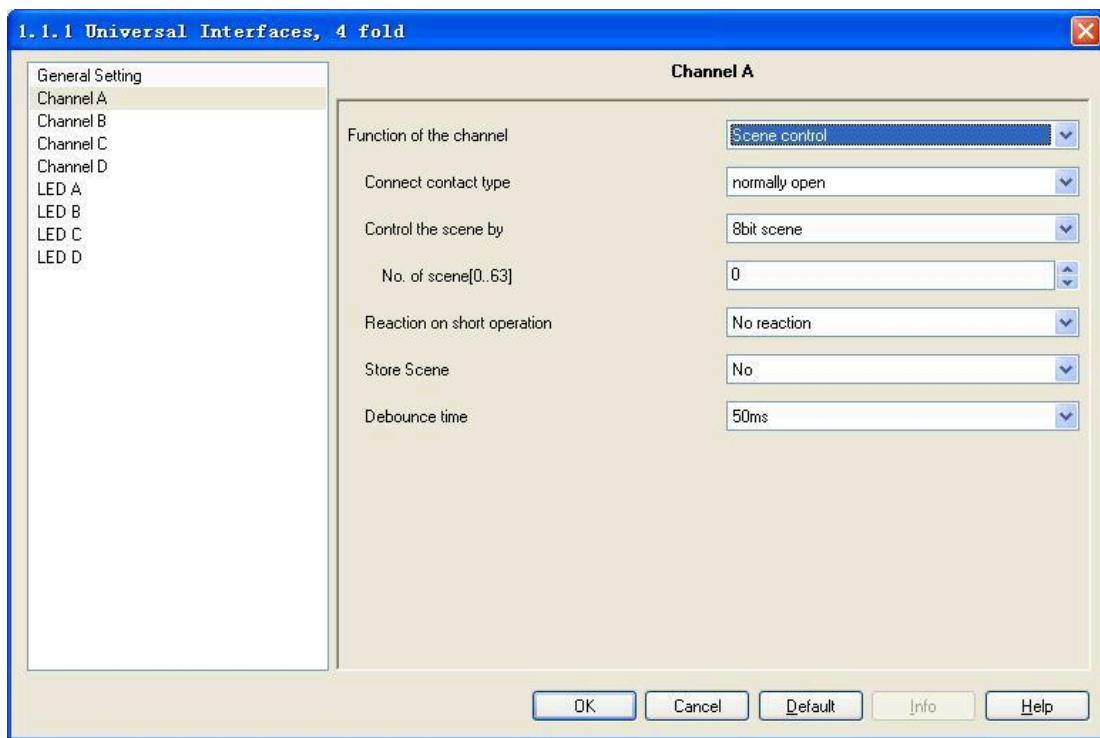 1.1.1 Universal Interfaces, 4 fold
General Setting
Channel A
Channel B
Channel C
Channel D
LED A
LED B
LED C
LED D
Channel A
Function of the channel Scene control
Connect contact type normally open
Control the scene by 8bit scene
No. of scene[0..63] 0
Reaction on short operation No reaction
Store Scene No
Debounce time 50ms
OK Cancel Default Info Help